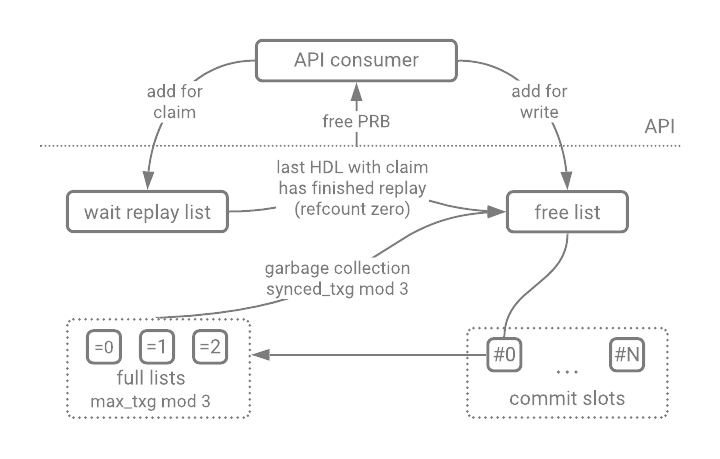 API consumer
add for
claim
add for
write
free PRB
API
last HDL with claim
has finished replay
(refcount zero)
wait replay list
free list
garbage collection
synced_txg mod 3
=0 =1 =2
full lists
max_txg mod 3
#0 ... #N
commit slots